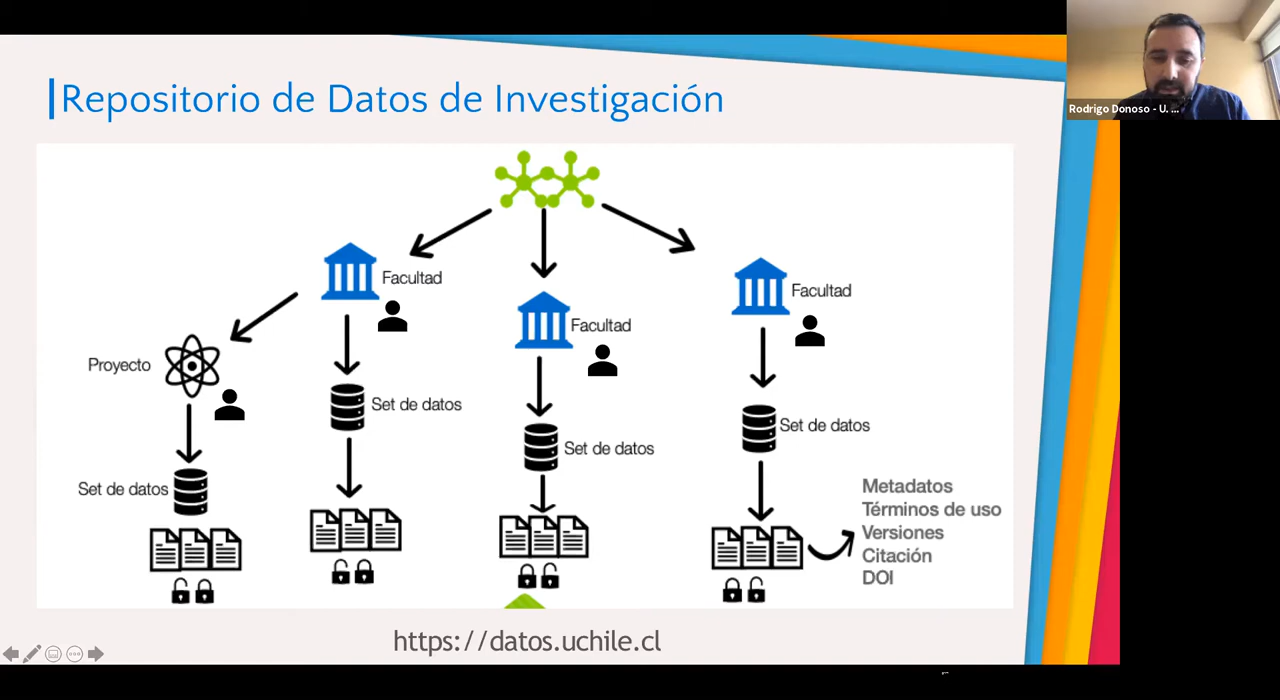 Repositorio de Datos de Investigación
Rodrigo Donoso - U. ...
Facultad
Facultad
Facultad
Proyecto
Set de datos
Set de datos
Set de datos
Set de datos
Metadatos
Términos de uso
Versiones
Citación
DOI
https://datos.uchile.cl